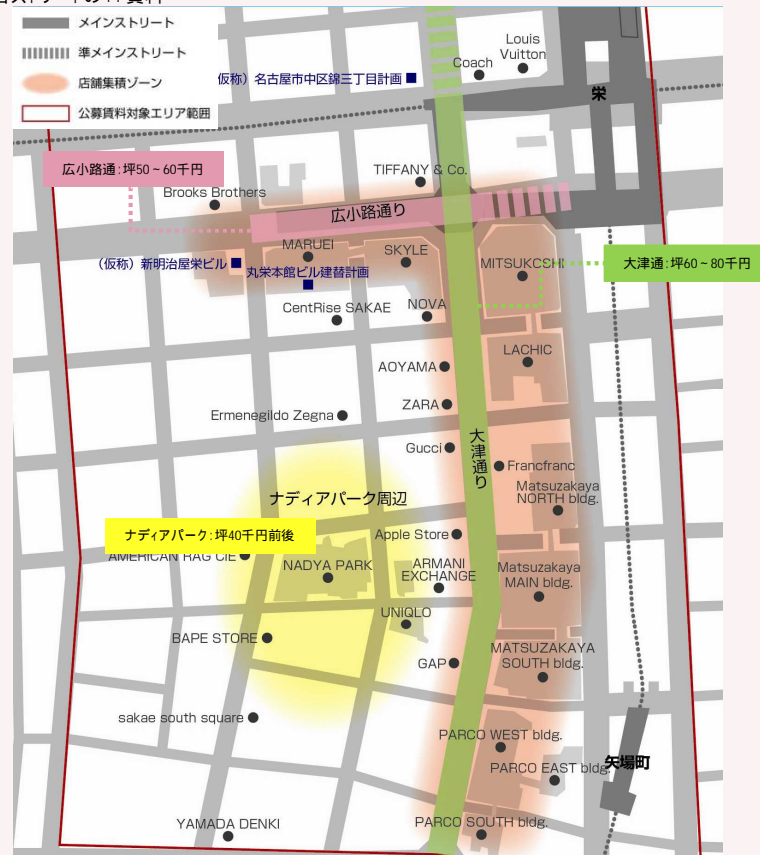 メインストリート
準メインストリート
店舗集積ゾーン
公募賃料対象エリア範囲
Louis
Vuitton
Coach
仮称）名古屋市中区錦三丁目計画
栄
広小路通：坪50～60千円
TIFFANY & Co.
Brooks Brothers
広小路通り
MARUEI
SKYLE
（仮称）新明治屋栄ビル
丸栄本館ビル建替計画
MITSUKOSHI
大津通：坪60～80千円
CentRise SAKAE
NOVA
LACHIC
AOYAMA
ZARA
Ermenegildo Zegna
Gucci
大津通り
Francfranc
Matsuzakaya
NORTH bldg.
ナディアパーク周辺
ナディアパーク：坪40千円前後
Apple Store
AMERICAN RAG CIE
NADYA PARK
ARMANI
EXCHANGE
Matsuzakaya
MAIN bldg.
UNIQLO
BAPE STORE
MATSUZAKAYA
SOUTH bldg.
GAP
sakae south square
PARCO WEST bldg.
PARCO EAST bldg.
矢場町
YAMADA DENKI
PARCO SOUTH bldg.